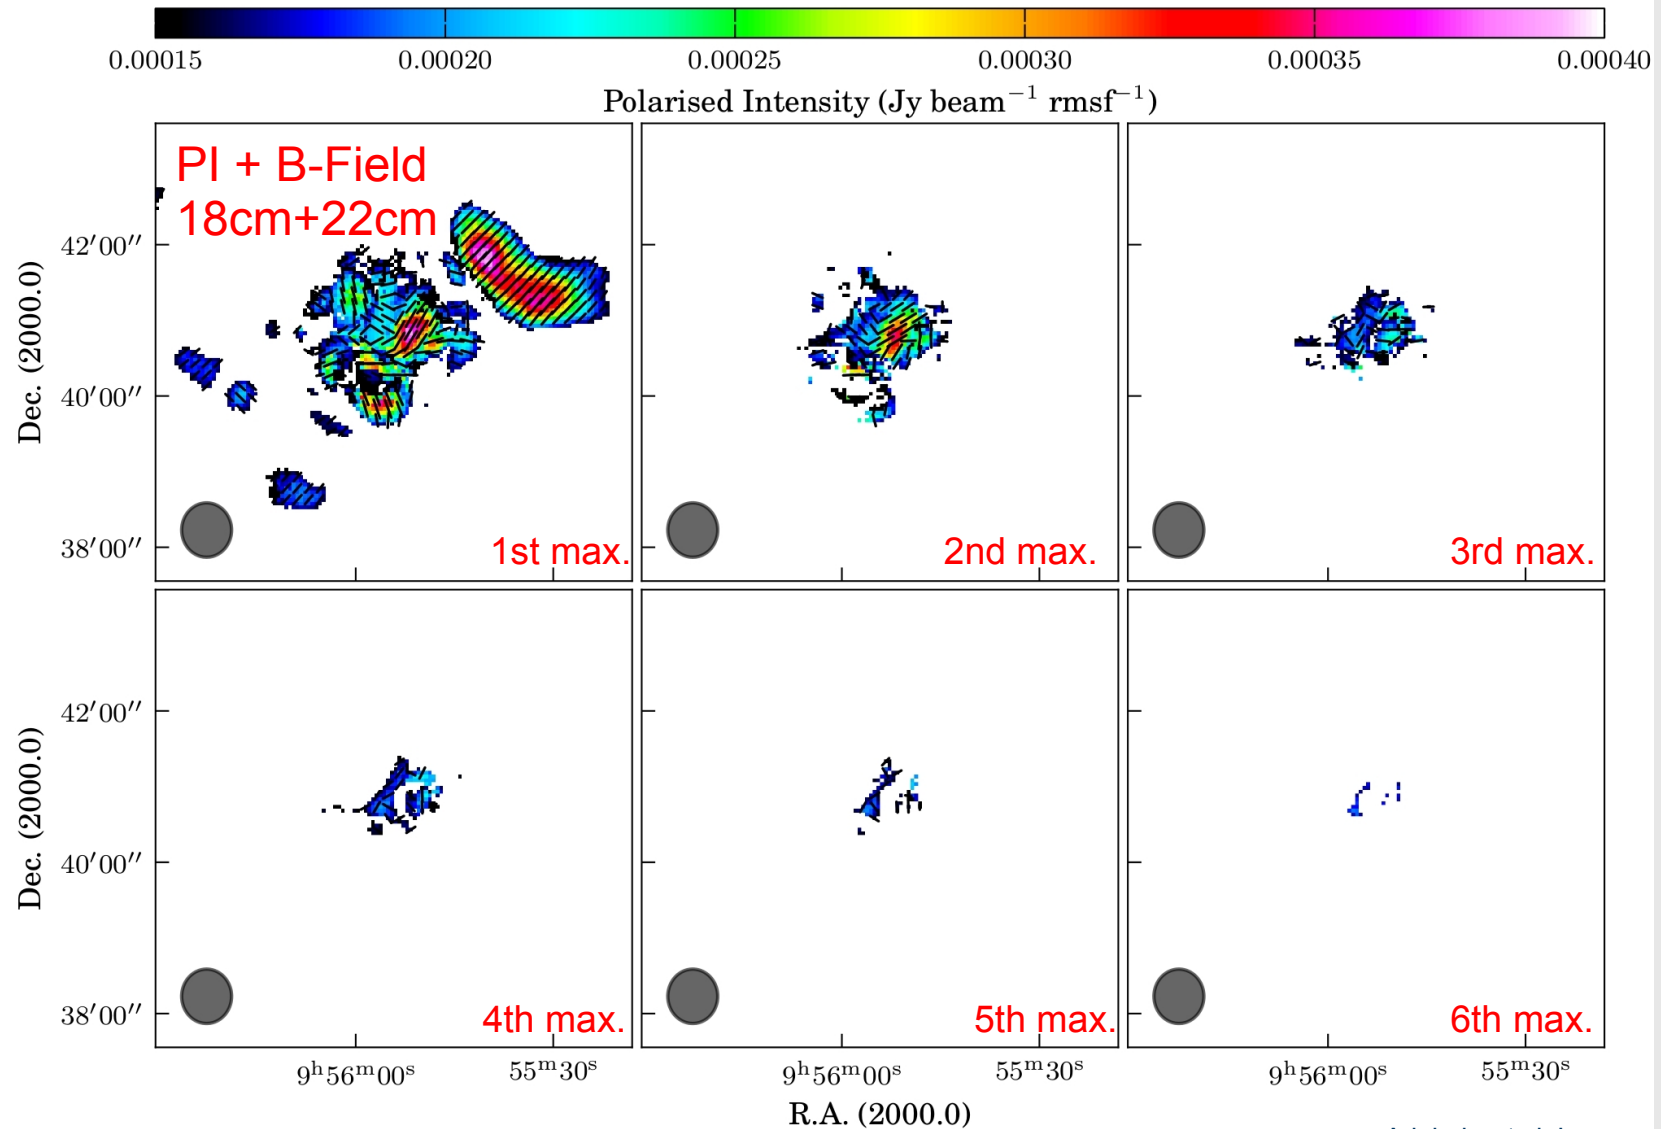 0.00015 0.00020 0.00025 0.00030 0.00035 0.00040
Polarised Intensity (Jy beam⁻¹ rmsf⁻¹)
PI + B-Field
18cm+22cm
42′00″
40′00″
38′00″
Dec. (2000.0)
1st max.
2nd max.
3rd max.
42′00″
40′00″
38′00″
Dec. (2000.0)
4th max.
5th max.
6th max.
9ʰ56ᵐ00ˢ 55ᵐ30ˢ 9ʰ56ᵐ00ˢ 55ᵐ30ˢ 9ʰ56ᵐ00ˢ 55ᵐ30ˢ
R.A. (2000.0)